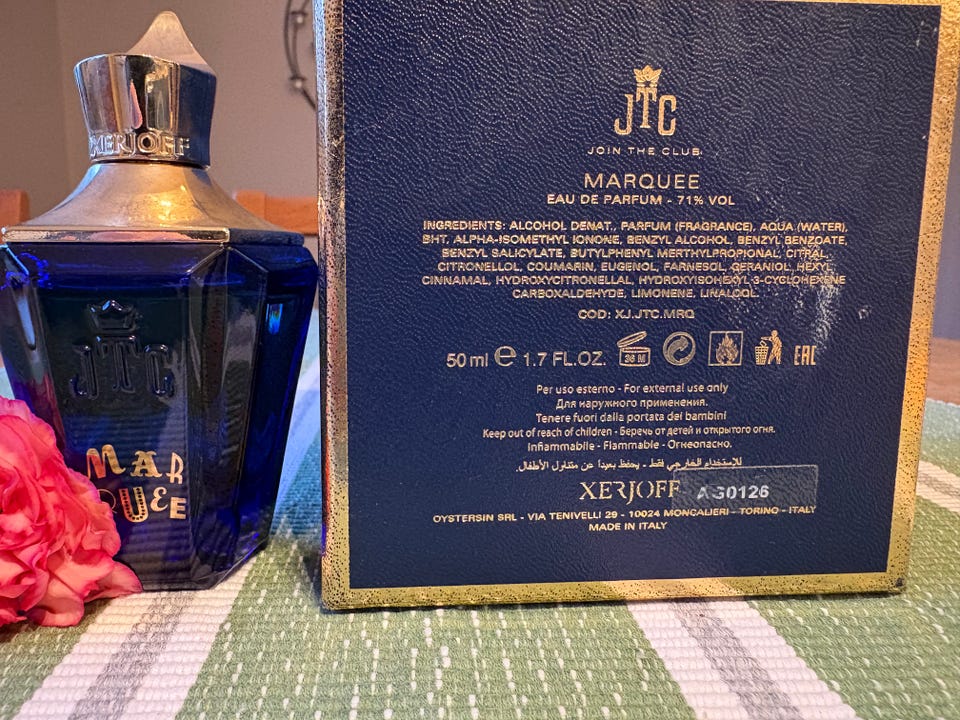 XERJOFF
JTC
MAR
QUEE
JTC
JOIN THE CLUB
MARQUEE
EAU DE PARFUM - 71% VOL
INGREDIENTS: ALCOHOL DENAT., PARFUM (FRAGRANCE), AQUA (WATER),
BHT, ALPHA-ISOMETHYL IONONE, BENZYL ALCOHOL, BENZYL BENZOATE,
BENZYL SALICYLATE, BUTYLPHENYL MERTHYLPROPIONAL, CITRAL,
CITRONELLOL, COUMARIN, EUGENOL, FARNESOL, GERANIOL, HEXYL
CINNAMAL, HYDROXYCITRONELLAL, HYDROXYISOHEXYL 3-CYCLOHEXENE
CARBOXALDEHYDE, LIMONENE, LINALOOL.
COD: XJ.JTC.MRQ
50 ml ℮ 1.7 FL.OZ. 36 M EAC
Per uso esterno - For external use only
Для наружного применения.
Tenere fuori dalla portata dei bambini
Keep out of reach of children - Беречь от детей и открытого огня.
Infiammabile - Flammable - Огнеопасно.
للاستخدام الخارجي فقط - يحفظ بعيدا عن متناول الأطفال.
XERJOFF AS0126
OYSTERSIN SRL - VIA TENIVELLI 29 - 10024 MONCALIERI - TORINO - ITALY
MADE IN ITALY